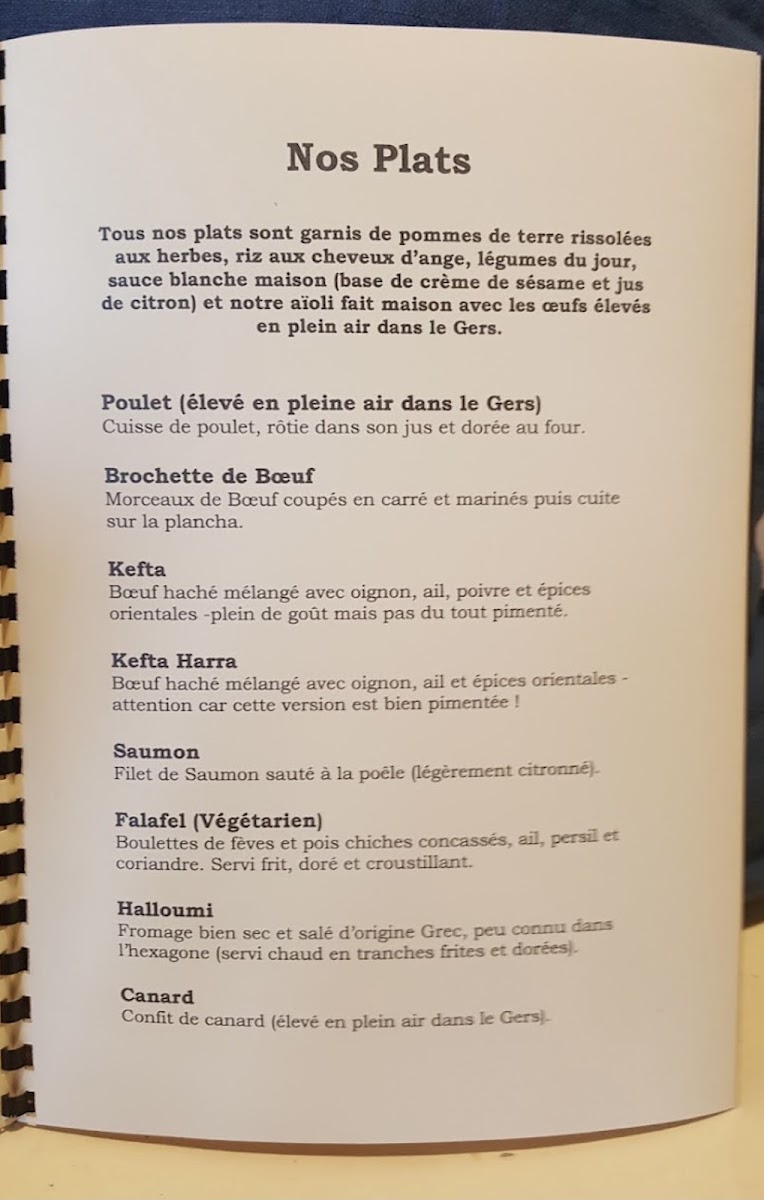 Nos Plats
Tous nos plats sont garnis de pommes de terre rissolées
aux herbes, riz aux cheveux d'ange, légumes du jour,
sauce blanche maison (base de crème de sésame et jus
de citron) et notre aïoli fait maison avec les œufs élevés
en plein air dans le Gers.
Poulet (élevé en pleine air dans le Gers)
Cuisse de poulet, rôtie dans son jus et dorée au four.
Brochette de Bœuf
Morceaux de Bœuf coupés en carré et marinés puis cuite
sur la plancha.
Kefta
Bœuf haché mélangé avec oignon, ail, poivre et épices
orientales -plein de goût mais pas du tout pimenté.
Kefta Harra
Bœuf haché mélangé avec oignon, ail et épices orientales -
attention car cette version est bien pimentée !
Saumon
Filet de Saumon sauté à la poêle (légèrement citronné).
Falafel (Végétarien)
Boulettes de fèves et pois chiches concassés, ail, persil et
coriandre. Servi frit, doré et croustillant.
Halloumi
Fromage bien sec et salé d'origine Grec, peu connu dans
l'hexagone (servi chaud en tranches frites et dorées).
Canard
Confit de canard (élevé en plein air dans le Gers).